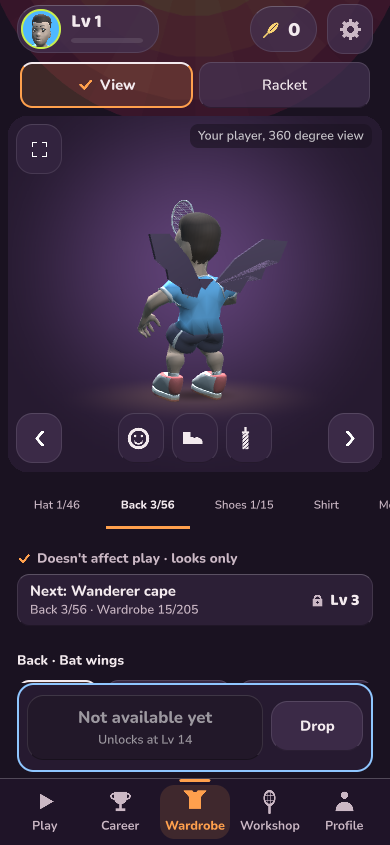 Lv 1
0
View
Racket
Your player, 360 degree view
Hat 1/46
Back 3/56
Shoes 1/15
Shirt
Doesn't affect play · looks only
Next: Wanderer cape
Back 3/56 · Wardrobe 15/205
Lv 3
Back · Bat wings
Not available yet
Unlocks at Lv 14
Drop
Play
Career
Wardrobe
Workshop
Profile